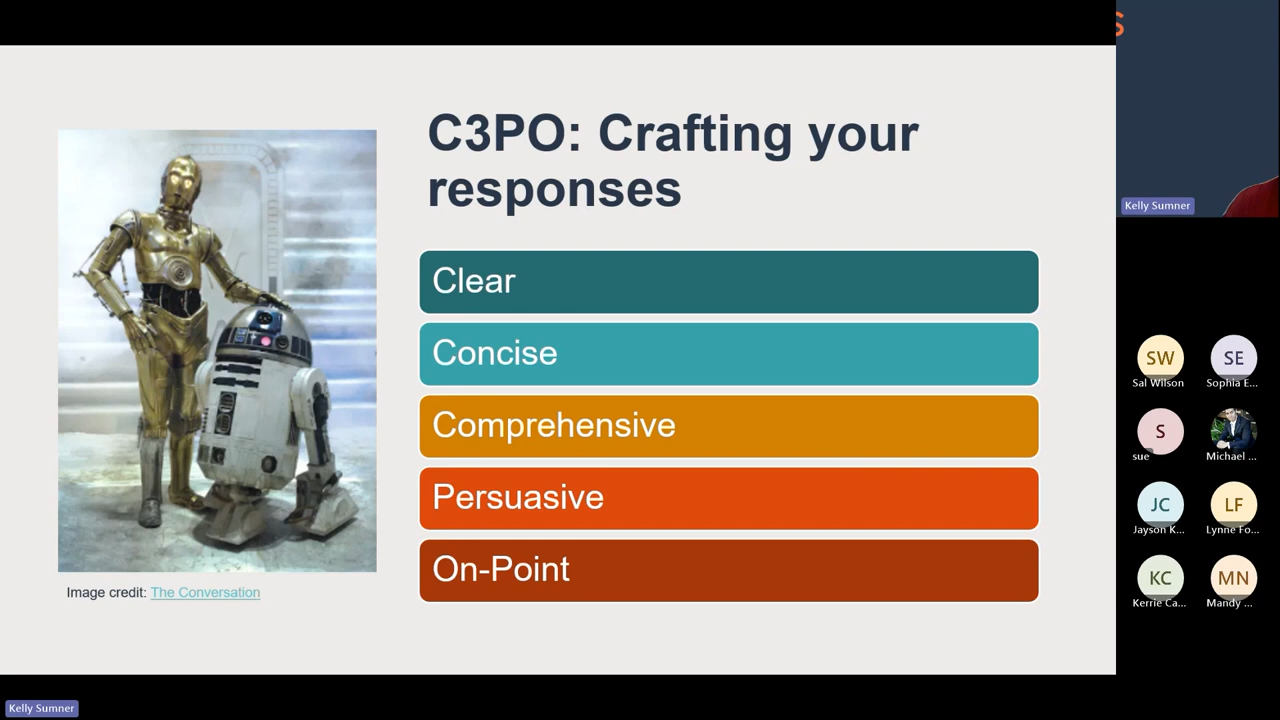 C3PO: Crafting your
responses
Clear
Concise
Comprehensive
Persuasive
On-Point
Image credit: The Conversation
S
Kelly Sumner
SW
SE
Sal Wilson
Sophia E...
S
sue
Michael ...
JC
LF
Jayson K...
Lynne Fo...
KC
MN
Kerrie Ca...
Mandy ...
Kelly Sumner